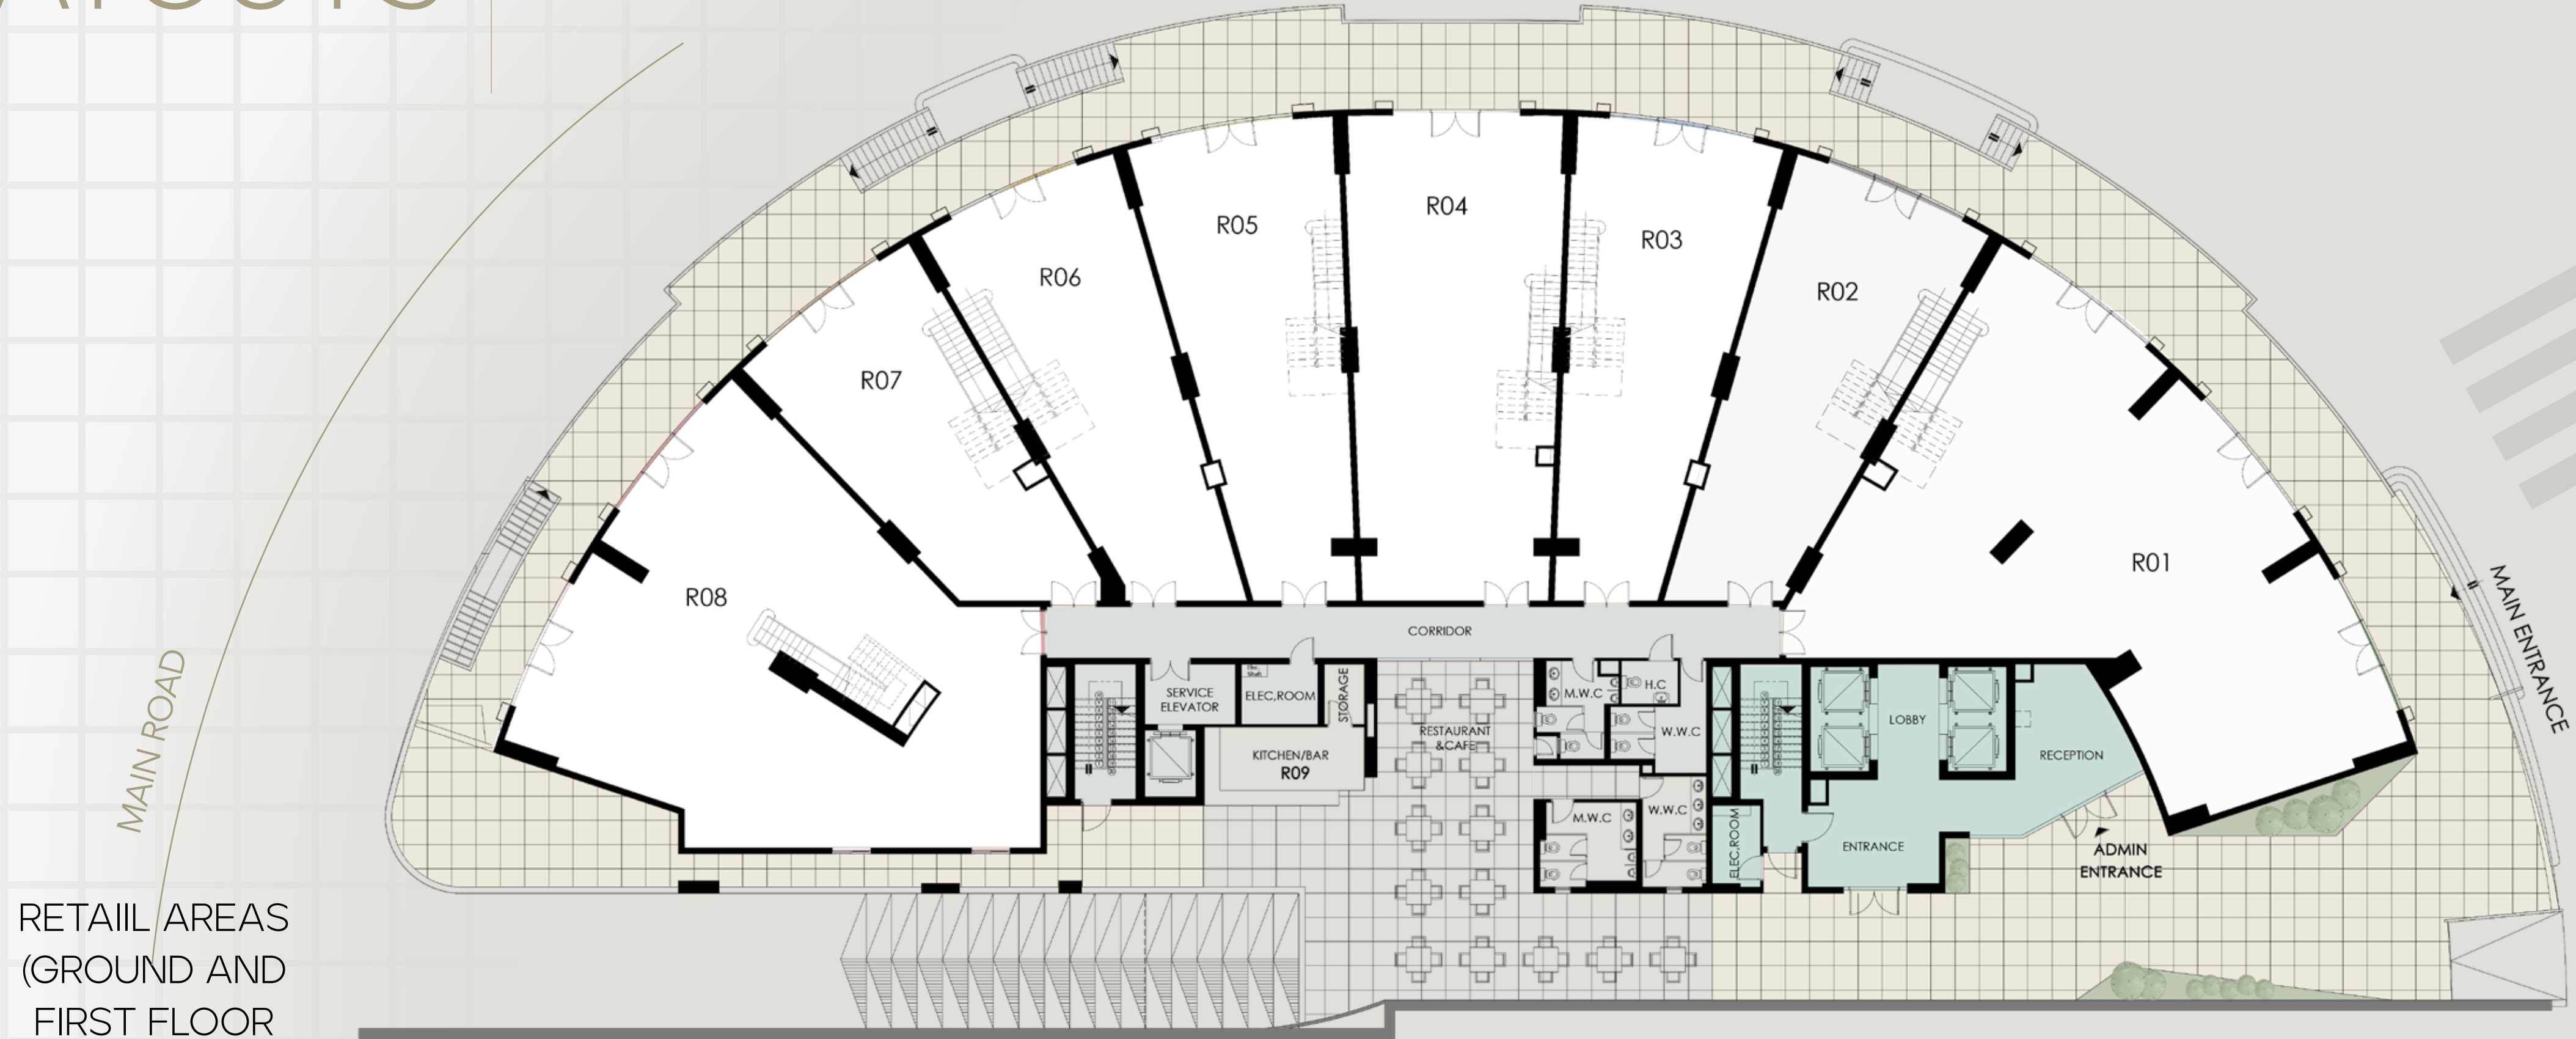 R05
R04
R03
R06
R02
R07
R01
R08
CORRIDOR
MAIN ENTRANCE
MAIN ROAD
SERVICE
ELEVATOR
ELEC,ROOM
STORAGE
KITCHEN/BAR
R09
RESTAURANT
&CAFE
M.W.C
H.C
W.W.C
M.W.C
W.W.C
ELEC,ROOM
LOBBY
RECEPTION
ENTRANCE
ADMIN
ENTRANCE
RETAIIL AREAS
(GROUND AND
FIRST FLOOR